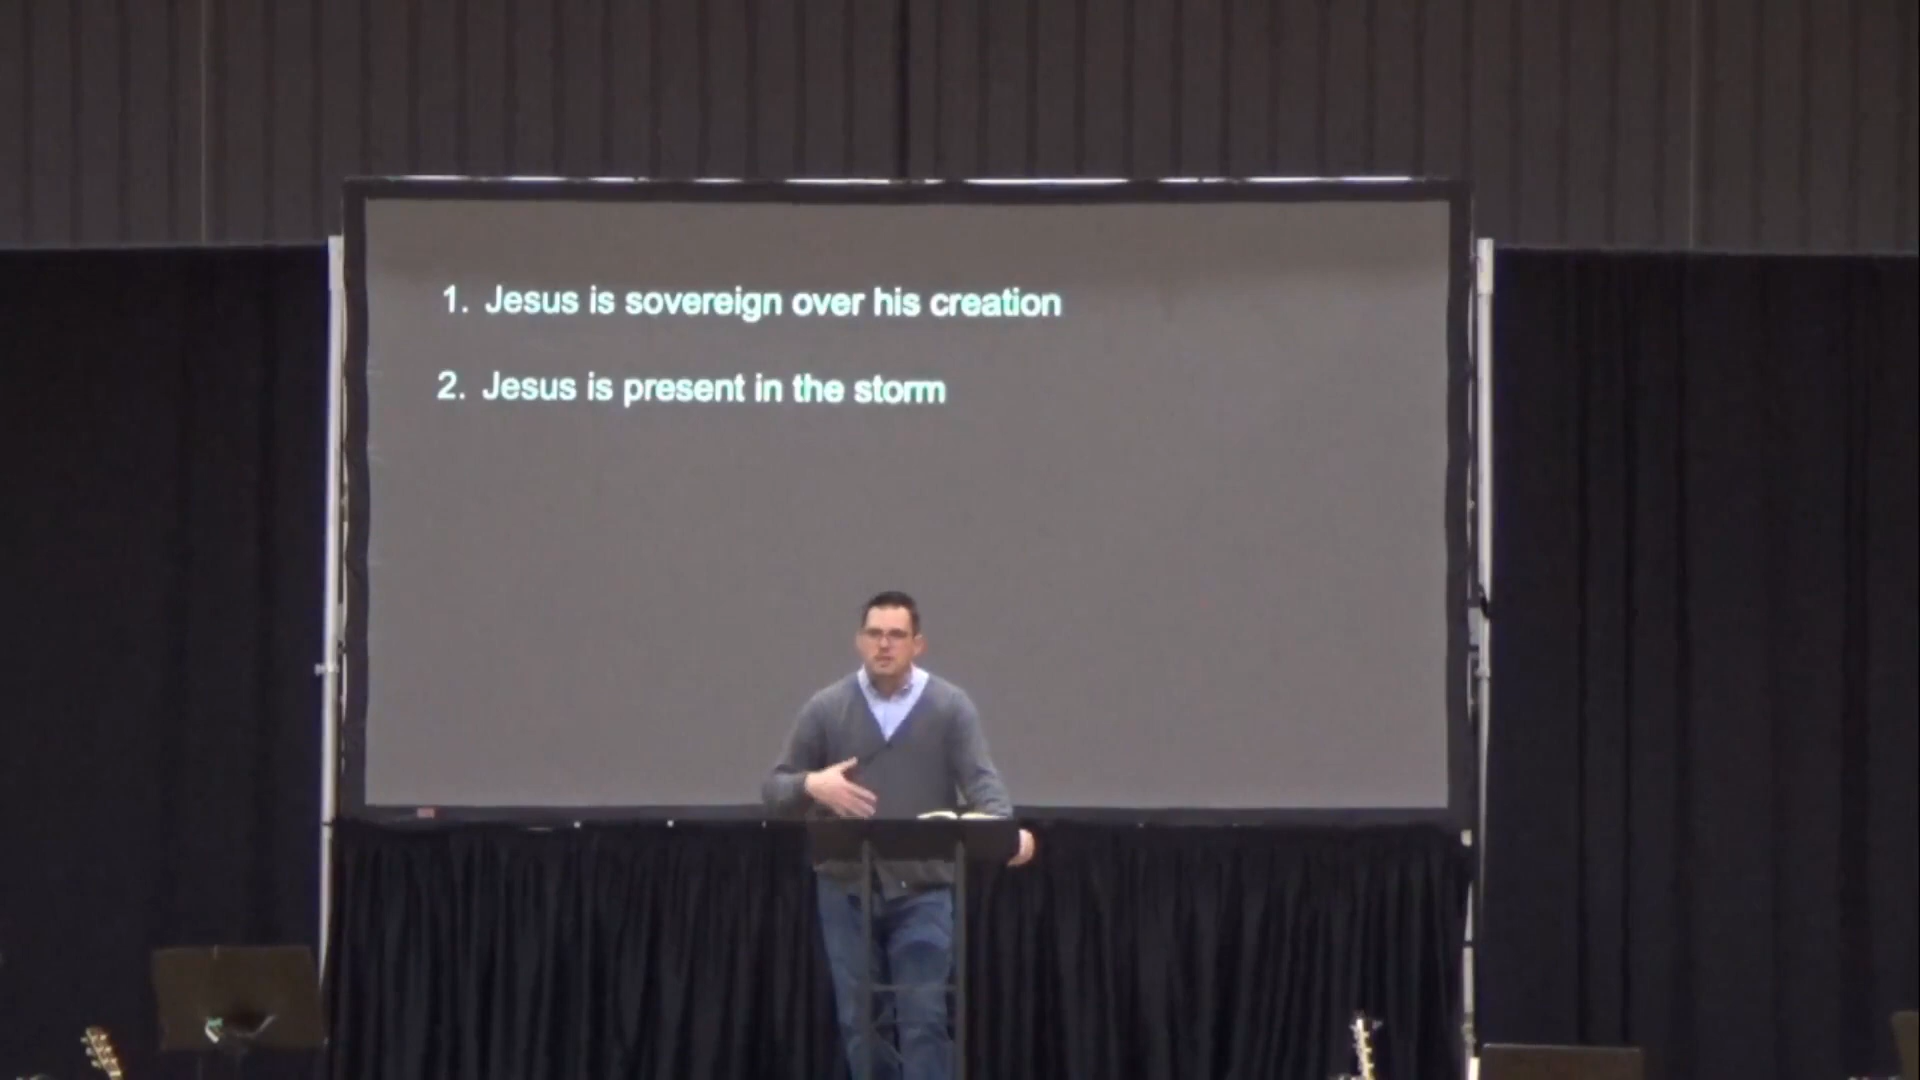 1. Jesus is sovereign over his creation
2. Jesus is present in the storm